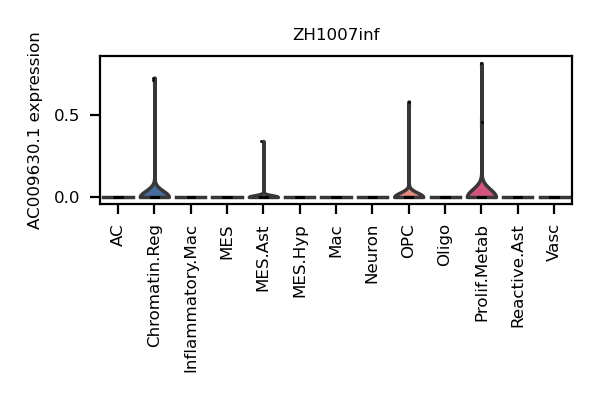 ZH1007inf
AC009630.1 expression
0.5
0.0
AC
Chromatin.Reg
Inflammatory.Mac
MES
MES.Ast
MES.Hyp
Mac
Neuron
OPC
Oligo
Prolif.Metab
Reactive.Ast
Vasc